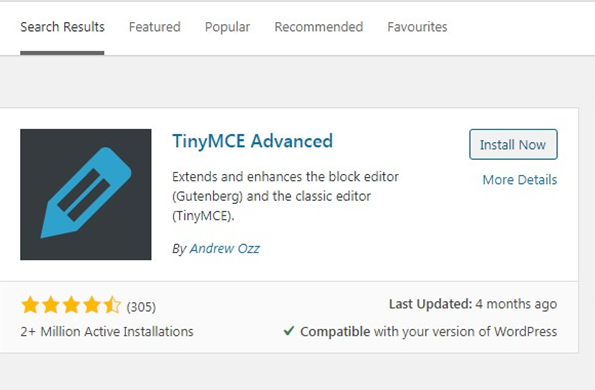 Search Results Featured Popular Recommended Favourites
TinyMCE Advanced
Install Now
Extends and enhances the block editor
More Details
(Gutenberg) and the classic editor
(TinyMCE).
By Andrew Ozz
(305)
Last Updated: 4 months ago
2+ Million Active Installations
Compatible with your version of WordPress